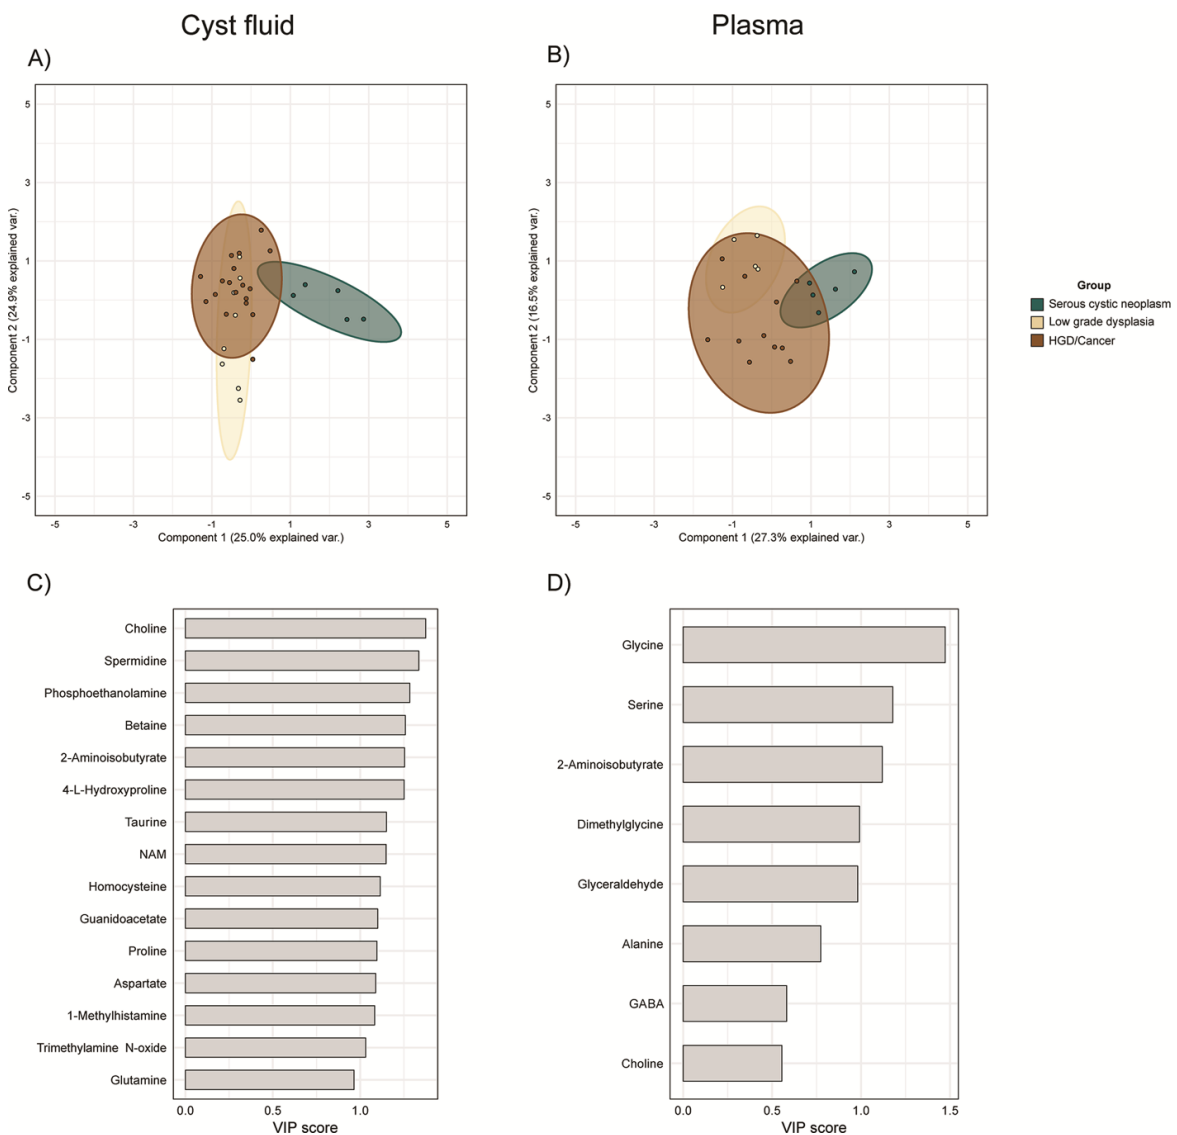 Cyst fluid
Plasma
A)
B)
5
3
1
-1
-3
-5
Component 2 (24.9% explained var.)
-5
-3
-1
1
3
5
Component 1 (25.0% explained var.)
5
3
1
-1
-3
-5
Component 2 (16.5% explained var.)
-5
-3
-1
1
3
5
Component 1 (27.3% explained var.)
Group
Serous cystic neoplasm
Low grade dysplasia
HGD/Cancer
C)
Choline
Spermidine
Phosphoethanolamine
Betaine
2-Aminoisobutyrate
4-L-Hydroxyproline
Taurine
NAM
Homocysteine
Guanidoacetate
Proline
Aspartate
1-Methylhistamine
Trimethylamine N-oxide
Glutamine
0.0
0.5
1.0
VIP score
D)
Glycine
Serine
2-Aminoisobutyrate
Dimethylglycine
Glyceraldehyde
Alanine
GABA
Choline
0.0
0.5
1.0
1.5
VIP score